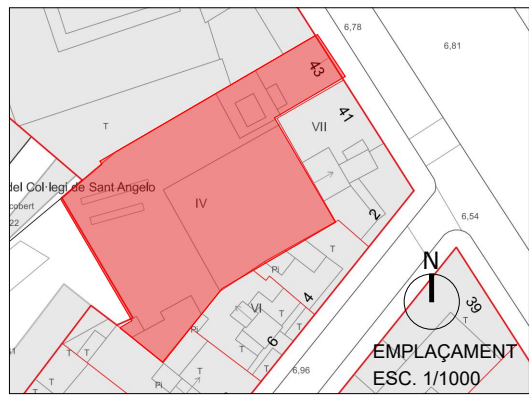 6,78
6,81
43
41
VII
T
del Col·legi de Sant Angelo
cobert
22
IV
2
6,54
T
Pi
T
N
4
39
VI
T
T
Pi
T
6
T
T
51
T
T
T
EMPLAÇAMENT
Pi
T
6,96
ESC. 1/1000